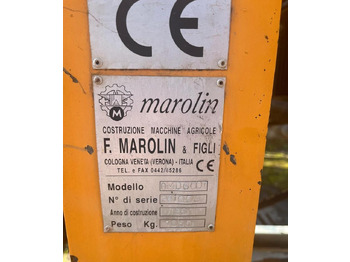 CE
M
marolin
COSTRUZIONE MACCHINE AGRICOLE
F. MAROLIN & FIGLI
COLOGNA VENETA (VERONA) - ITALIA
TEL. e FAX 0442/85286 CE
Modello
N° di serie
Anno di costruzione
Peso Kg.